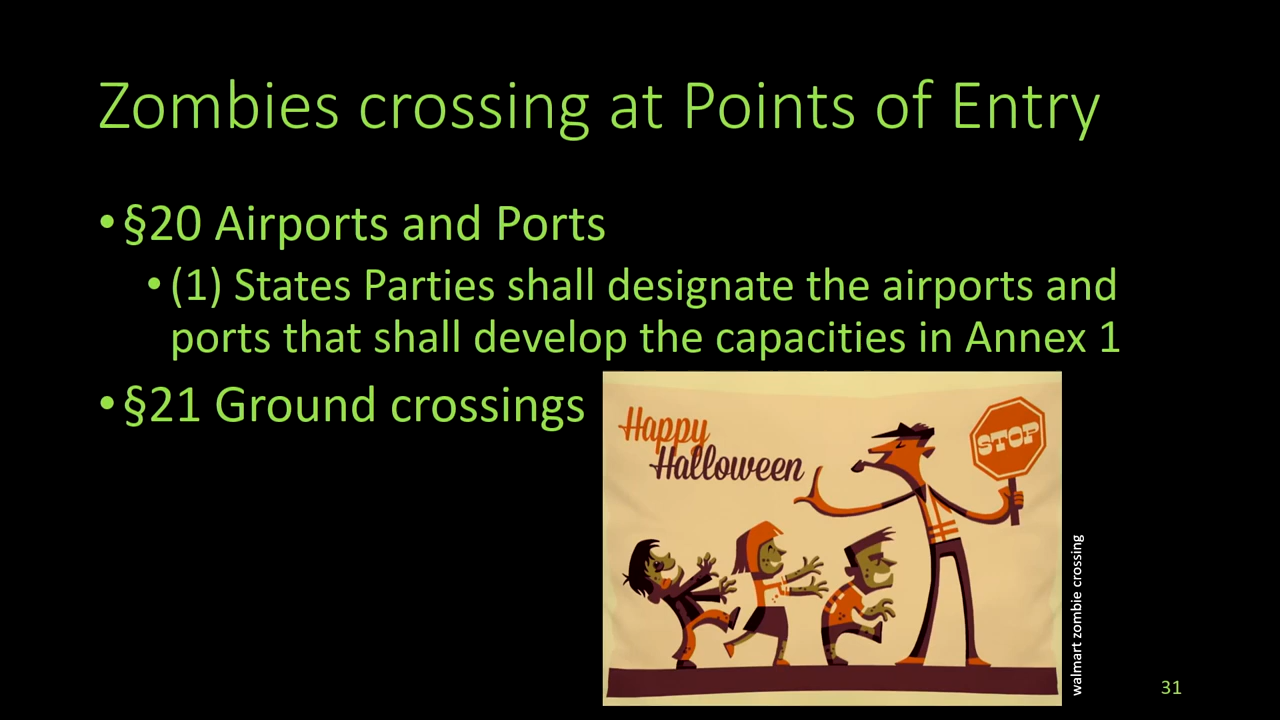 Zombies crossing at Points of Entry
•§20 Airports and Ports
•(1) States Parties shall designate the airports and
ports that shall develop the capacities in Annex 1
•§21 Ground crossings
Happy
Halloween
STOP
walmart zombie crossing
31